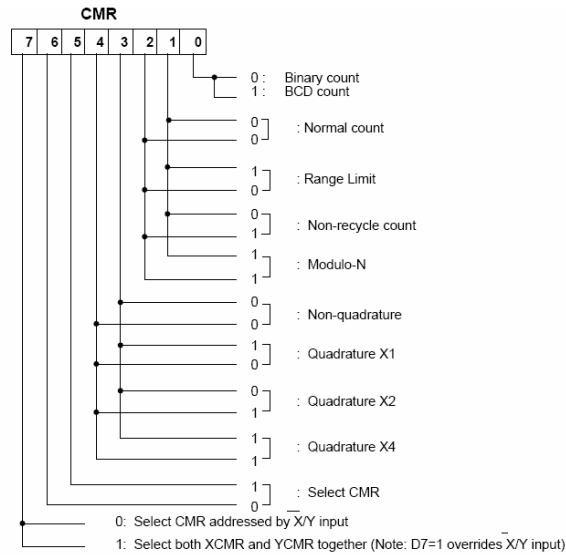 CMR
7 6 5 4 3 2 1 0
0 : Binary count
1 : BCD count
0
: Normal count
0
1
: Range Limit
0
0
: Non-recycle count
1
1
: Modulo-N
1
0
: Non-quadrature
0
1
: Quadrature X1
0
0
: Quadrature X2
1
1
: Quadrature X4
1
1
: Select CMR
0
0: Select CMR addressed by X̅/Y input
1: Select both XCMR and YCMR together (Note: D7=1 overrides X̅/Y input)